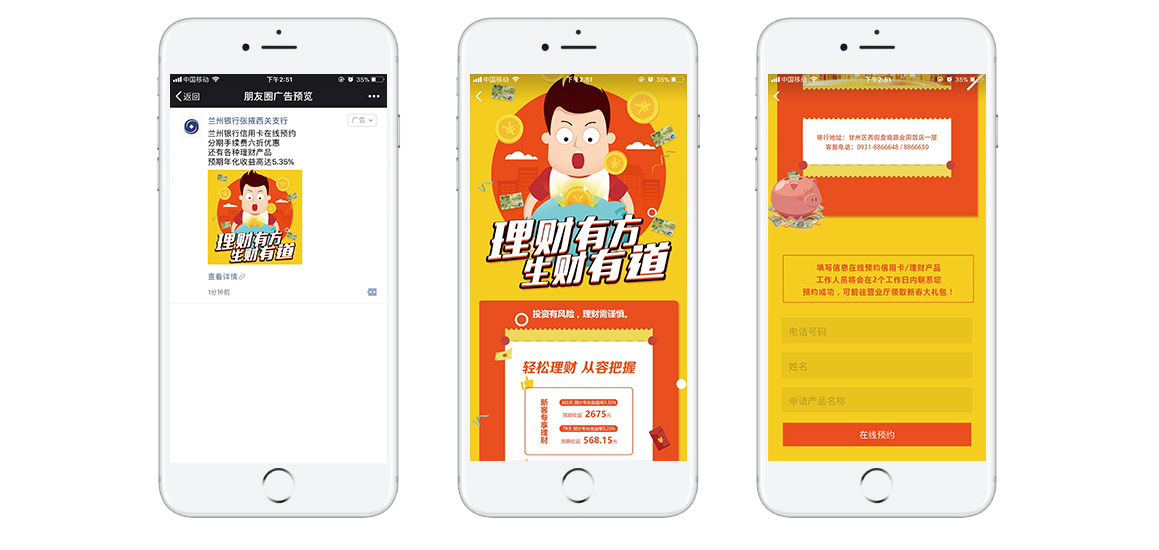 中国移动
下午2:51
35%
返回
朋友圈广告预览
兰州银行张掖西关支行
广告
兰州银行信用卡在线预约
分期手续费六折优惠
还有各种理财产品
预期年化收益高达5.35%
理财有方
生财有道
查看详情
1分钟前
中国移动
下午2:51
35%
理财有方
生财有道
投资有风险，理财需谨慎。
轻松理财 从容把握
新客专享理财
365天 预计年化收益率5.35%
预期收益 2675元
79天 预计年化收益率5.25%
预期收益 568.15元
中国移动
下午2:51
35%
银行地址：甘州区西街盘旋路金阳饭店一层
客服电话：0931-8866648 / 8866650
填写信息在线预约信用卡/理财产品
工作人员将会在2个工作日内联系您
预约成功，可前往营业厅领取新春大礼包！
电话号码
姓名
申请产品名称
在线预约